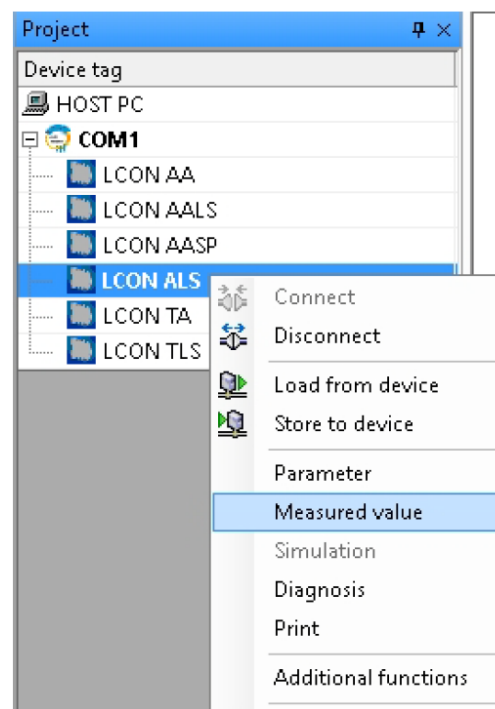 Project
Device tag
HOST PC
COM1
LCON AA
LCON AALS
LCON AASP
LCON ALS
LCON TA
LCON TLS
Connect
Disconnect
Load from device
Store to device
Parameter
Measured value
Simulation
Diagnosis
Print
Additional functions